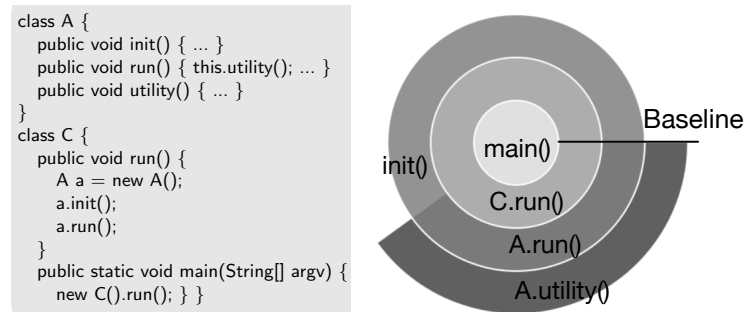 class A {
public void init() { ... }
public void run() { this.utility(); ... }
public void utility() { ... }
}
class C {
public void run() {
A a = new A();
a.init();
a.run();
}
public static void main(String[] argv) {
new C().run(); } }
Baseline
main()
init()
C.run()
A.run()
A.utility()